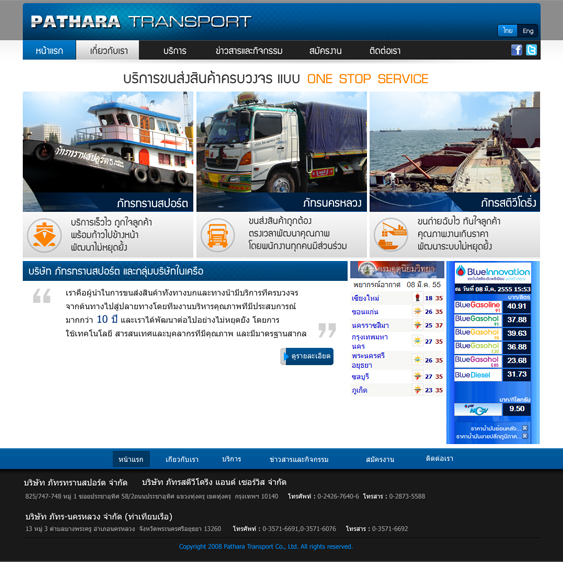 PATHARA TRANSPORT
ไทย Eng
หน้าแรก เกี่ยวกับเรา บริการ ข่าวสารและกิจกรรม สมัครงาน ติดต่อเรา
บริการขนส่งสินค้าครบวงจร แบบ ONE STOP SERVICE
ภัทรทรานสปอร์ต ภัทรนครหลวง ภัทรสตีวีโดริ่ง
บริการเร็วไว ถูกใจลูกค้า
พร้อมก้าวไปข้างหน้า
พัฒนาไม่หยุดยั้ง
ขนส่งสินค้าถูกต้อง
ตรงเวลาพัฒนาคุณภาพ
โดยพนักงานทุกคนมีส่วนร่วม
ขนถ่ายฉับไว ทันใจลูกค้า
คุณภาพงานเกินราคา
พัฒนาระบบไม่หยุดยั้ง
บริษัท ภัทรทรานสปอร์ต และกลุ่มบริษัทในเครือ
เราคือผู้นำในการขนส่งสินค้าทั้งทางบกและทางน้ำมีบริการที่ครบวงจร
จากต้นทางไปสู่ปลายทางโดยทีมงานบริหารคุณภาพที่มีประสบการณ์
มากกว่า 10 ปี และเราได้พัฒนาต่อไปอย่างไม่หยุดยั้ง โดยการ
ใช้เทคโนโลยี สารสนเทศและบุคลากรที่มีคุณภาพ และมีมาตรฐานสากล
ดูรายละเอียด
กรมอุตุนิยมวิทยา
พยากรณ์อากาศ 08 มี.ค. 55
เชียงใหม่ 18 35
ขอนแก่น 26 35
นครราชสีมา 25 37
กรุงเทพมหานคร 26 35
พระนครศรีอยุธยา 26 35
ชลบุรี 27 35
ภูเก็ต 23 35
BlueInnovation
ณ วันที่ 08 มี.ค. 2555 15:53
บาท/ลิตร
BlueGasoline 91 40.91
BlueGasohol 95 37.76
BlueGasohol 39.63
BlueGasohol 36.88
BlueGasohol E85 23.68
BlueDiesel 31.73
บาท/กิโลกรัม
NGV 9.50
ราคาน้ำมันย้อนหลัง...
ราคาน้ำมันขายปลีกภูมิภาค...
หน้าแรก เกี่ยวกับเรา บริการ ข่าวสารและกิจกรรม สมัครงาน ติดต่อเรา
บริษัท ภัทรทรานสปอร์ต จำกัด บริษัท ภัทรสตีวีโดริ่ง แอนด์ เซอร์วิส จำกัด
825/747-748 หมู่ 1 ซอยประชาอุทิศ 58/2ถนนประชาอุทิศ แขวงทุ่งครุ เขตทุ่งครุ กรุงเทพฯ 10140 โทรศัพท์ : 0-2426-7640-6 โทรสาร : 0-2873-5588
บริษัท ภัทร-นครหลวง จำกัด (ท่าเทียบเรือ)
13 หมู่ 3 ตำบลบางพระครู อำเภอนครหลวง จังหวัดพระนครศรีอยุธยา 13260 โทรศัพท์ : 0-3571-6691,0-3571-6076 โทรสาร : 0-3571-6692
Copyright 2008 Pathara Transport Co., Ltd. All rights reserved.